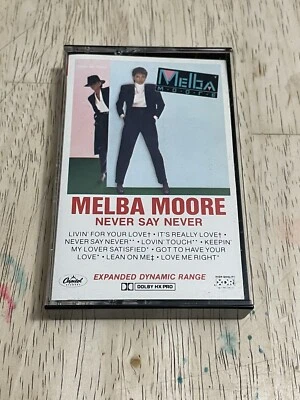 Melba
MOORE
MELBA MOORE
NEVER SAY NEVER
LIVIN' FOR YOUR LOVE† • IT'S REALLY LOVE† •
NEVER SAY NEVER** • LOVIN' TOUCH** • KEEPIN'
MY LOVER SATISFIED* • GOT TO HAVE YOUR
LOVE* • LEAN ON ME‡ • LOVE ME RIGHT*
Capitol
EXPANDED DYNAMIC RANGE
DOLBY HX PRO